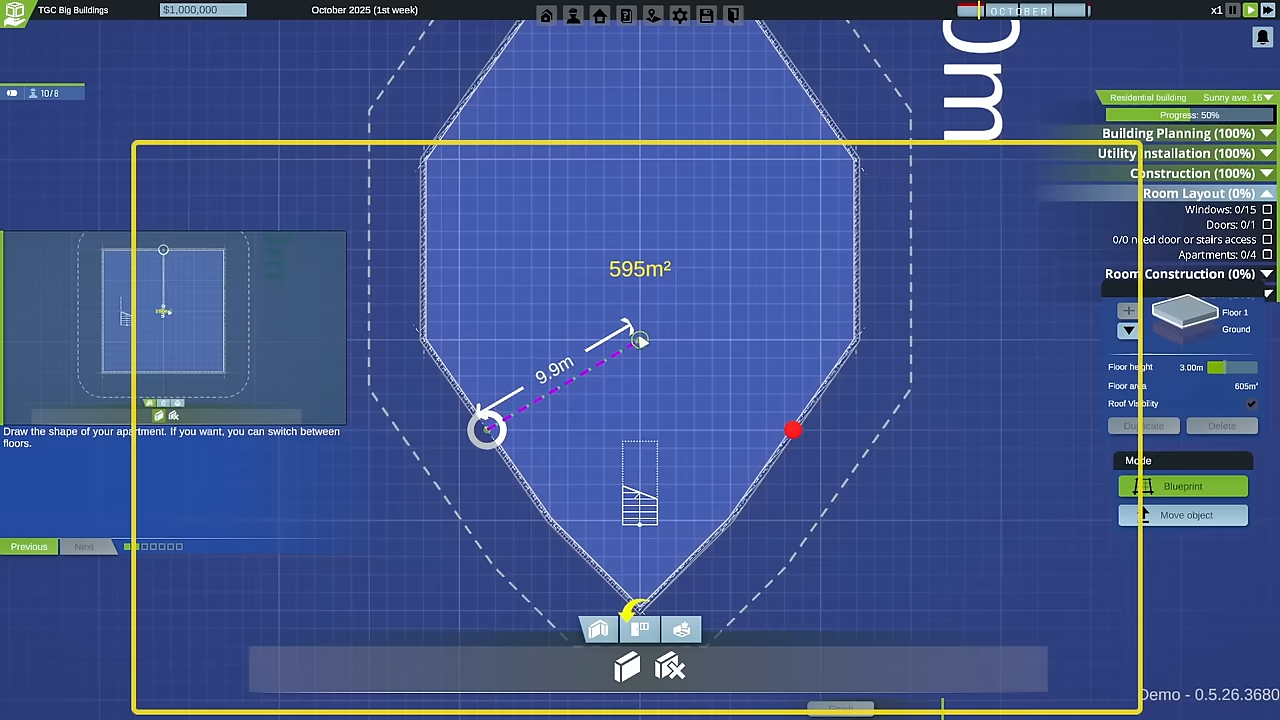 TGC Big Buildings
$1,000,000
October 2025 (1st week)
OCTOBER
x1
10/8
0m
Residential building Sunny ave. 16
Progress: 50%
Building Planning (100%)
Utility Installation (100%)
Construction (100%)
Room Layout (0%)
Windows: 0/15
Doors: 0/1
0/0 need door or stairs access
Apartments: 0/4
Room Construction (0%)
Floor 1
Ground
Floor height 3.00m
Floor area 605m²
Roof Visibility
Duplicate Delete
Mode
Blueprint
Move object
595m²
9.9m
Draw the shape of your apartment. If you want, you can switch between
floors.
Previous Next
Finish
Demo - 0.5.26.3680